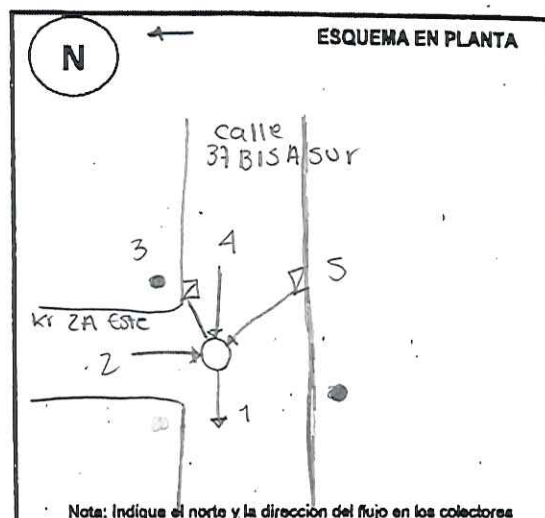 N
ESQUEMA EN PLANTA
calle
37 BIS A SUr
3
4
5
Kr 2A Este
2
1
Nota: Indique el norte y la dirección del flujo en los colectores